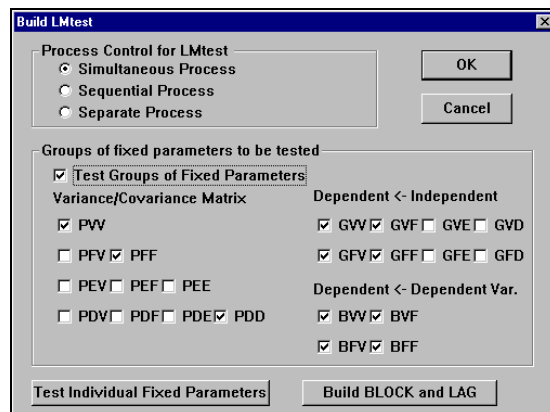 Build LMtest
Process Control for LMtest
Simultaneous Process
Sequential Process
Separate Process
OK
Cancel
Groups of fixed parameters to be tested
Test Groups of Fixed Parameters
Variance/Covariance Matrix
PVV
PFV PFF
PEV PEF PEE
PDV PDF PDE PDD
Dependent <- Independent
GVV GVF GVE GVD
GFV GFF GFE GFD
Dependent <- Dependent Var.
BVV BVF
BFV BFF
Test Individual Fixed Parameters
Build BLOCK and LAG